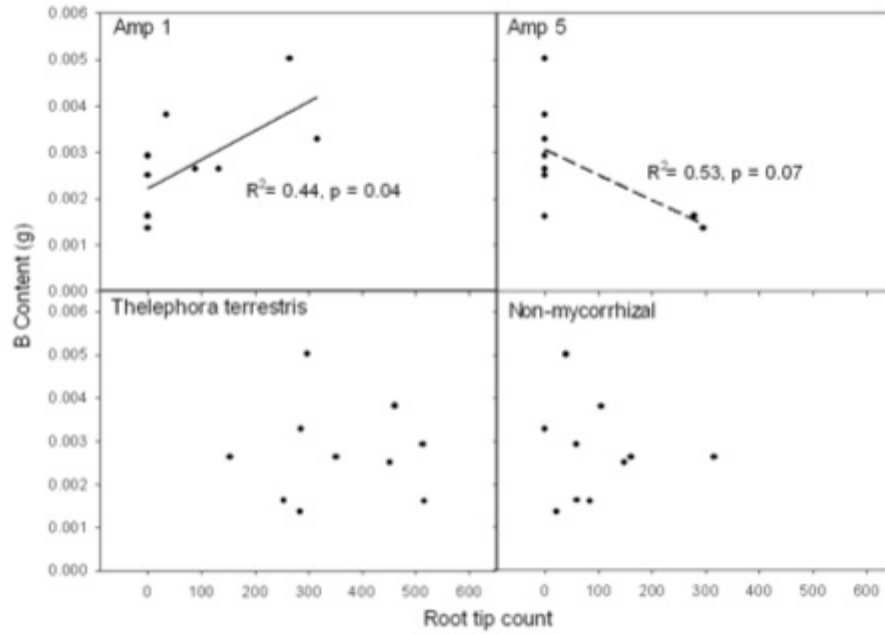 Amp 1
Amp 5
R²= 0.44, p = 0.04
R²= 0.53, p = 0.07
Thelephora terrestris
Non-mycorrhizal
B Content (g)
0.006
0.005
0.004
0.003
0.002
0.001
0.000
0.006
0.005
0.004
0.003
0.002
0.001
0.000
0 100 200 300 400 500 600
0 100 200 300 400 500 600
Root tip count